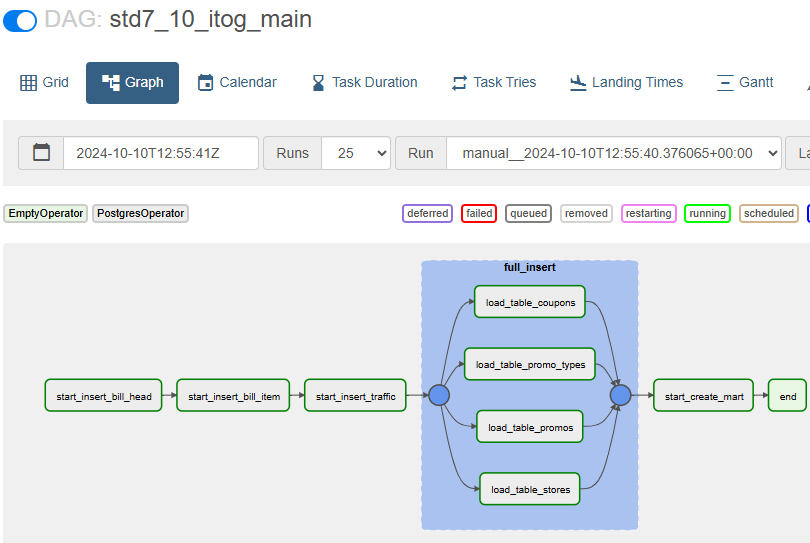 DAG: std7_10_itog_main
Grid Graph Calendar Task Duration Task Tries Landing Times Gantt
2024-10-10T12:55:41Z Runs 25 Run manual__2024-10-10T12:55:40.376065+00:00 La
EmptyOperator PostgresOperator deferred failed queued removed restarting running scheduled
full_insert
load_table_coupons
load_table_promo_types
start_insert_bill_head start_insert_bill_item start_insert_traffic start_create_mart end
load_table_promos
load_table_stores